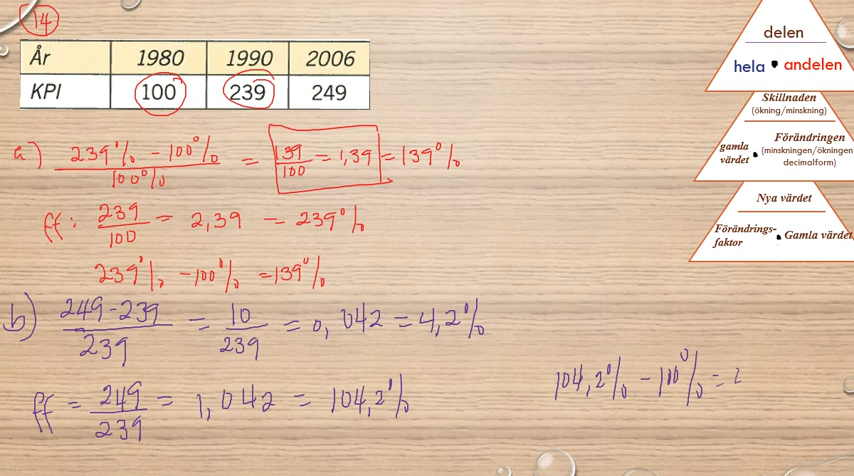 14
År 1980 1990 2006
KPI 100 239 249
a) 239% - 100% / 100% = 139/100 = 1,39 = 139%
ff: 239/100 = 2,39 = 239%
239% - 100% = 139%
b) 249-239 / 239 = 10/239 = 0,042 = 4,2%
ff = 249/239 = 1,042 = 104,2%
104,2% - 100% =
delen
hela • andelen
Skillnaden
(ökning/minskning)
gamla värdet • Förändringen
(minskningen/ökningen
decimalform)
Nya värdet
Förändrings-
faktor • Gamla värdet